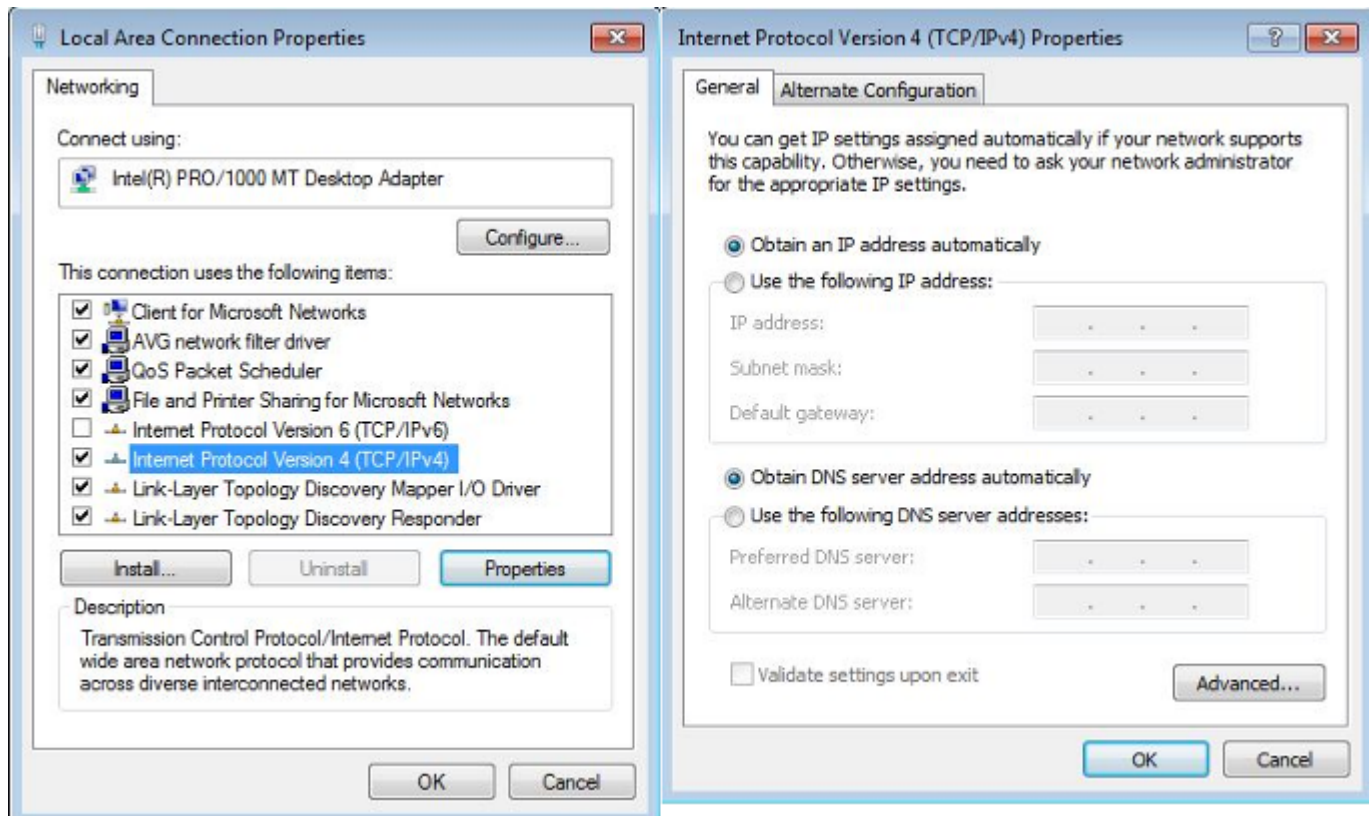 Local Area Connection Properties
Networking
Connect using:
Intel(R) PRO/1000 MT Desktop Adapter
Configure...
This connection uses the following items:
Client for Microsoft Networks
AVG network filter driver
QoS Packet Scheduler
File and Printer Sharing for Microsoft Networks
Internet Protocol Version 6 (TCP/IPv6)
Internet Protocol Version 4 (TCP/IPv4)
Link-Layer Topology Discovery Mapper I/O Driver
Link-Layer Topology Discovery Responder
Install... Uninstall Properties
Description
Transmission Control Protocol/Internet Protocol. The default
wide area network protocol that provides communication
across diverse interconnected networks.
OK Cancel
Internet Protocol Version 4 (TCP/IPv4) Properties
General Alternate Configuration
You can get IP settings assigned automatically if your network supports
this capability. Otherwise, you need to ask your network administrator
for the appropriate IP settings.
Obtain an IP address automatically
Use the following IP address:
IP address:
Subnet mask:
Default gateway:
Obtain DNS server address automatically
Use the following DNS server addresses:
Preferred DNS server:
Alternate DNS server:
Validate settings upon exit
Advanced...
OK Cancel